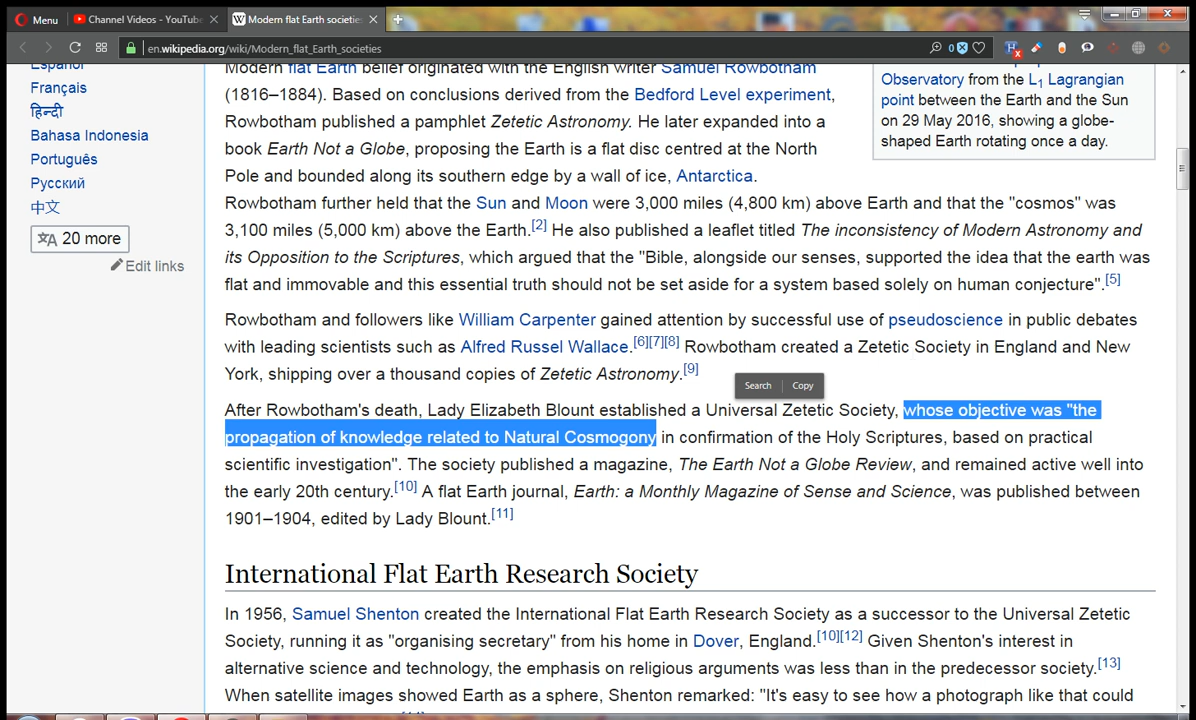 Menu
Channel Videos - YouTube
Modern flat Earth societies
en.wikipedia.org/wiki/Modern_flat_Earth_societies
0
Español
Français
हिन्दी
Bahasa Indonesia
Português
Русский
中文
20 more
Edit links
Modern flat Earth belief originated with the English writer Samuel Rowbotham
(1816–1884). Based on conclusions derived from the Bedford Level experiment,
Rowbotham published a pamphlet Zetetic Astronomy. He later expanded into a
book Earth Not a Globe, proposing the Earth is a flat disc centred at the North
Pole and bounded along its southern edge by a wall of ice, Antarctica.
Observatory from the L1 Lagrangian
point between the Earth and the Sun
on 29 May 2016, showing a globe-
shaped Earth rotating once a day.
Rowbotham further held that the Sun and Moon were 3,000 miles (4,800 km) above Earth and that the "cosmos" was
3,100 miles (5,000 km) above the Earth.[2] He also published a leaflet titled The inconsistency of Modern Astronomy and
its Opposition to the Scriptures, which argued that the "Bible, alongside our senses, supported the idea that the earth was
flat and immovable and this essential truth should not be set aside for a system based solely on human conjecture".[5]
Rowbotham and followers like William Carpenter gained attention by successful use of pseudoscience in public debates
with leading scientists such as Alfred Russel Wallace.[6][7][8] Rowbotham created a Zetetic Society in England and New
York, shipping over a thousand copies of Zetetic Astronomy.[9]
Search Copy
After Rowbotham's death, Lady Elizabeth Blount established a Universal Zetetic Society, whose objective was "the
propagation of knowledge related to Natural Cosmogony in confirmation of the Holy Scriptures, based on practical
scientific investigation". The society published a magazine, The Earth Not a Globe Review, and remained active well into
the early 20th century.[10] A flat Earth journal, Earth: a Monthly Magazine of Sense and Science, was published between
1901–1904, edited by Lady Blount.[11]
International Flat Earth Research Society
In 1956, Samuel Shenton created the International Flat Earth Research Society as a successor to the Universal Zetetic
Society, running it as "organising secretary" from his home in Dover, England.[10][12] Given Shenton's interest in
alternative science and technology, the emphasis on religious arguments was less than in the predecessor society.[13]
When satellite images showed Earth as a sphere, Shenton remarked: "It's easy to see how a photograph like that could